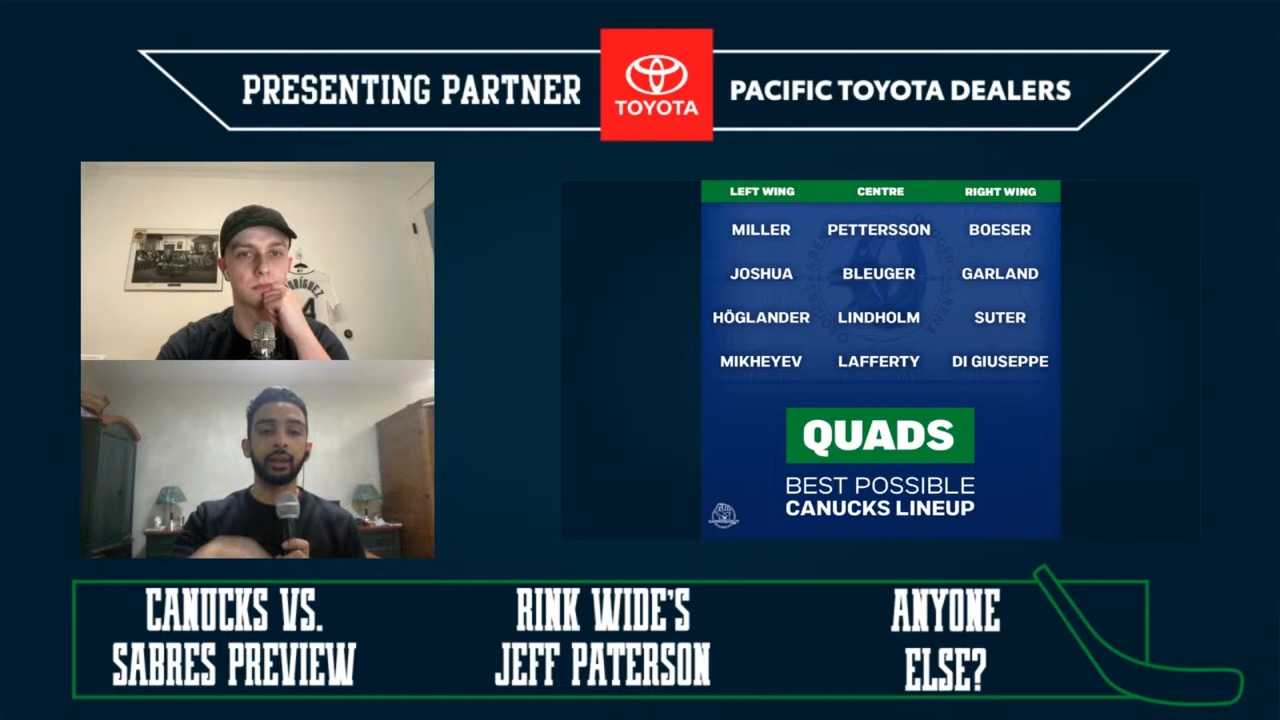 PRESENTING PARTNER
TOYOTA
PACIFIC TOYOTA DEALERS
LEFT WING CENTRE RIGHT WING
MILLER PETTERSSON BOESER
JOSHUA BLEUGER GARLAND
HÖGLANDER LINDHOLM SUTER
MIKHEYEV LAFFERTY DI GIUSEPPE
QUADS
BEST POSSIBLE
CANUCKS LINEUP
CANUCKS VS.
SABRES PREVIEW
RINK WIDE'S
JEFF PATERSON
ANYONE
ELSE?